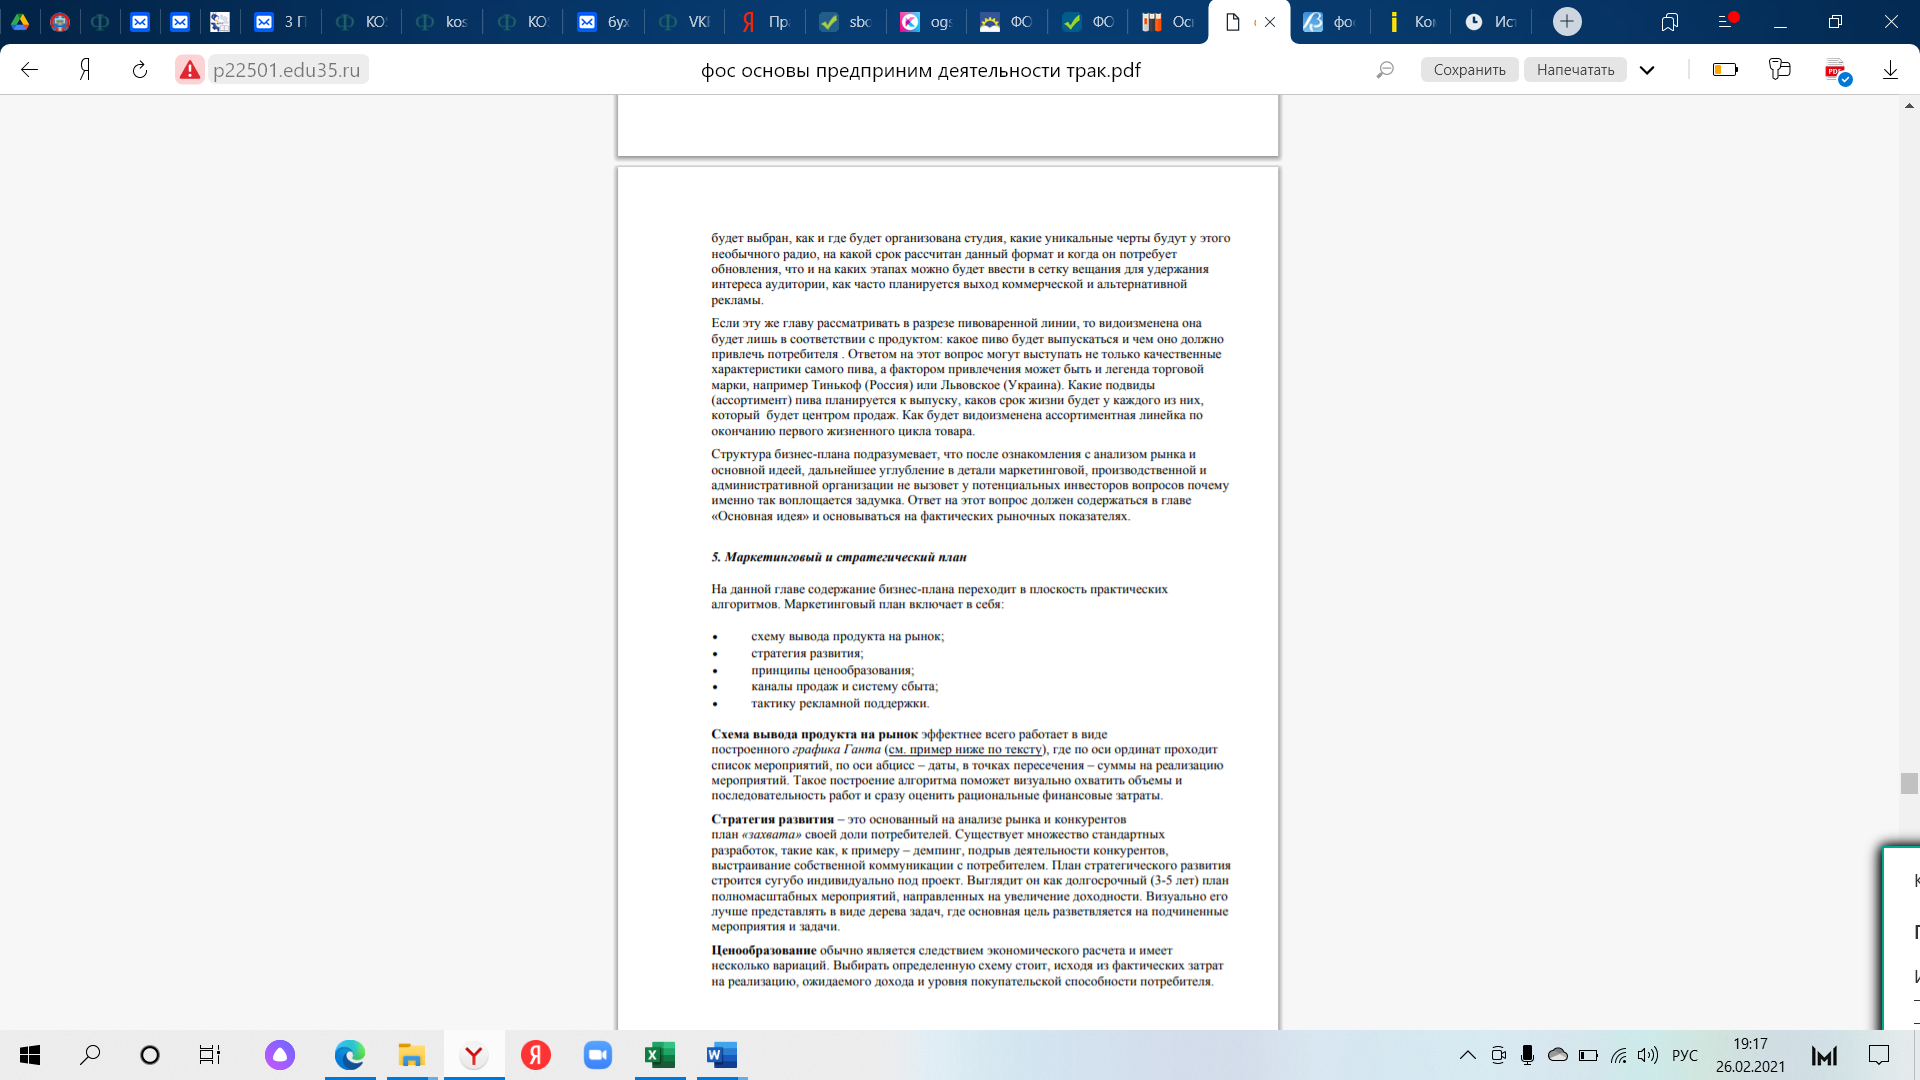 3 П
КО
kos
КО
бух
VKI
Пра
sbo
ogs
ФО
ФО
Ос
фо
Ко
Ис
p22501.edu35.ru
фос основы предприним деятельности трак.pdf
Сохранить
Напечатать
будет выбран, как и где будет организована студия, какие уникальные черты будут у этого
необычного радио, на какой срок рассчитан данный формат и когда он потребует
обновления, что и на каких этапах можно будет ввести в сетку вещания для удержания
интереса аудитории, как часто планируется выход коммерческой и альтернативной
рекламы.
Если эту же главу рассматривать в разрезе пивоваренной линии, то видоизменена она
будет лишь в соответствии с продуктом: какое пиво будет выпускаться и чем оно должно
привлечь потребителя . Ответом на этот вопрос могут выступать не только качественные
характеристики самого пива, а фактором привлечения может быть и легенда торговой
марки, например Тинькоф (Россия) или Львовское (Украина). Какие подвиды
(ассортимент) пива планируется к выпуску, каков срок жизни будет у каждого из них,
который будет центром продаж. Как будет видоизменена ассортиментная линейка по
окончанию первого жизненного цикла товара.
Структура бизнес-плана подразумевает, что после ознакомления с анализом рынка и
основной идеей, дальнейшее углубление в детали маркетинговой, производственной и
административной организации не вызовет у потенциальных инвесторов вопросов почему
именно так воплощается задумка. Ответ на этот вопрос должен содержаться в главе
«Основная идея» и основываться на фактических рыночных показателях.
5. Маркетинговый и стратегический план
На данной главе содержание бизнес-плана переходит в плоскость практических
алгоритмов. Маркетинговый план включает в себя:
• схему вывода продукта на рынок;
• стратегия развития;
• принципы ценообразования;
• каналы продаж и систему сбыта;
• тактику рекламной поддержки.
Схема вывода продукта на рынок эффектнее всего работает в виде
построенного графика Ганта (см. пример ниже по тексту), где по оси ординат проходит
список мероприятий, по оси абцисс – даты, в точках пересечения – суммы на реализацию
мероприятий. Такое построение алгоритма поможет визуально охватить объемы и
последовательность работ и сразу оценить рациональные финансовые затраты.
Стратегия развития – это основанный на анализе рынка и конкурентов
план «захвата» своей доли потребителей. Существует множество стандартных
разработок, такие как, к примеру – демпинг, подрыв деятельности конкурентов,
выстраивание собственной коммуникации с потребителем. План стратегического развития
строится сугубо индивидуально под проект. Выглядит он как долгосрочный (3-5 лет) план
полномасштабных мероприятий, направленных на увеличение доходности. Визуально его
лучше представлять в виде дерева задач, где основная цель разветвляется на подчиненные
мероприятия и задачи.
Ценообразование обычно является следствием экономического расчета и имеет
несколько вариаций. Выбирать определенную схему стоит, исходя из фактических затрат
на реализацию, ожидаемого дохода и уровня покупательской способности потребителя.
РУС
19:17
26.02.2021